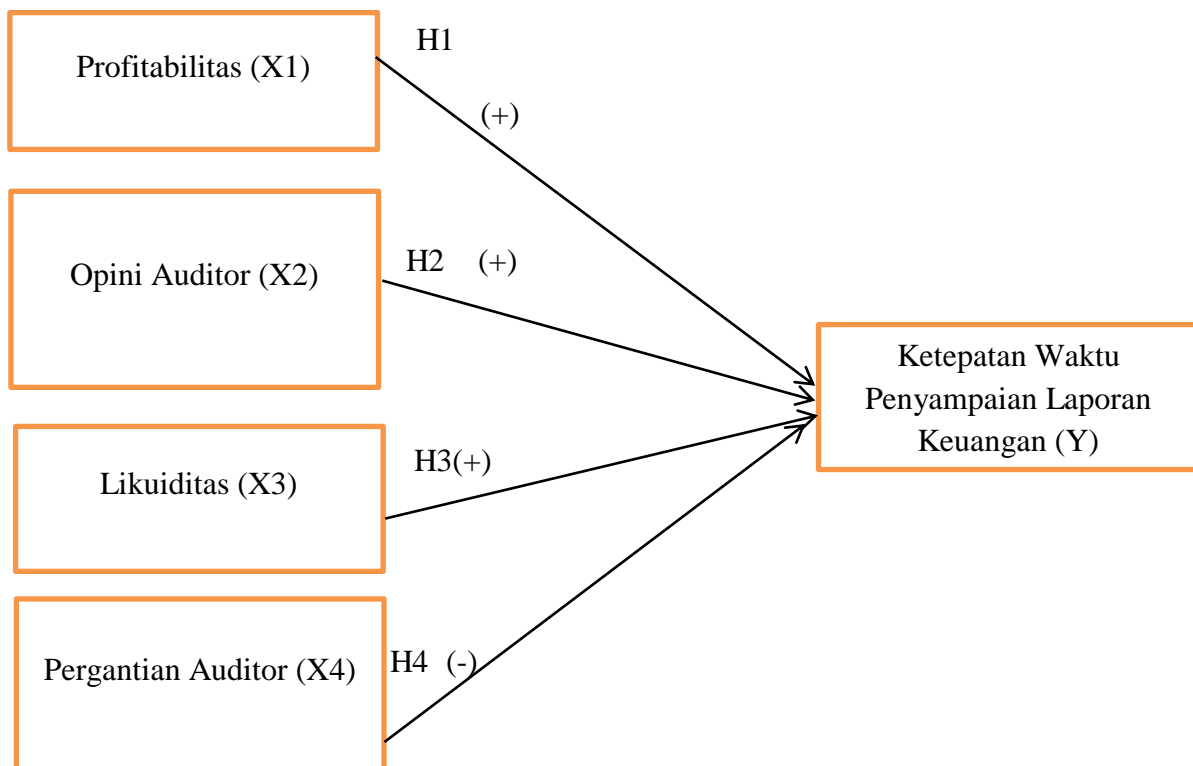 Profitabilitas (X1)
H1
(+)
Opini Auditor (X2)
H2 (+)
Ketepatan Waktu
Penyampaian Laporan
Keuangan (Y)
Likuiditas (X3)
H3(+)
Pergantian Auditor (X4)
H4 (-)